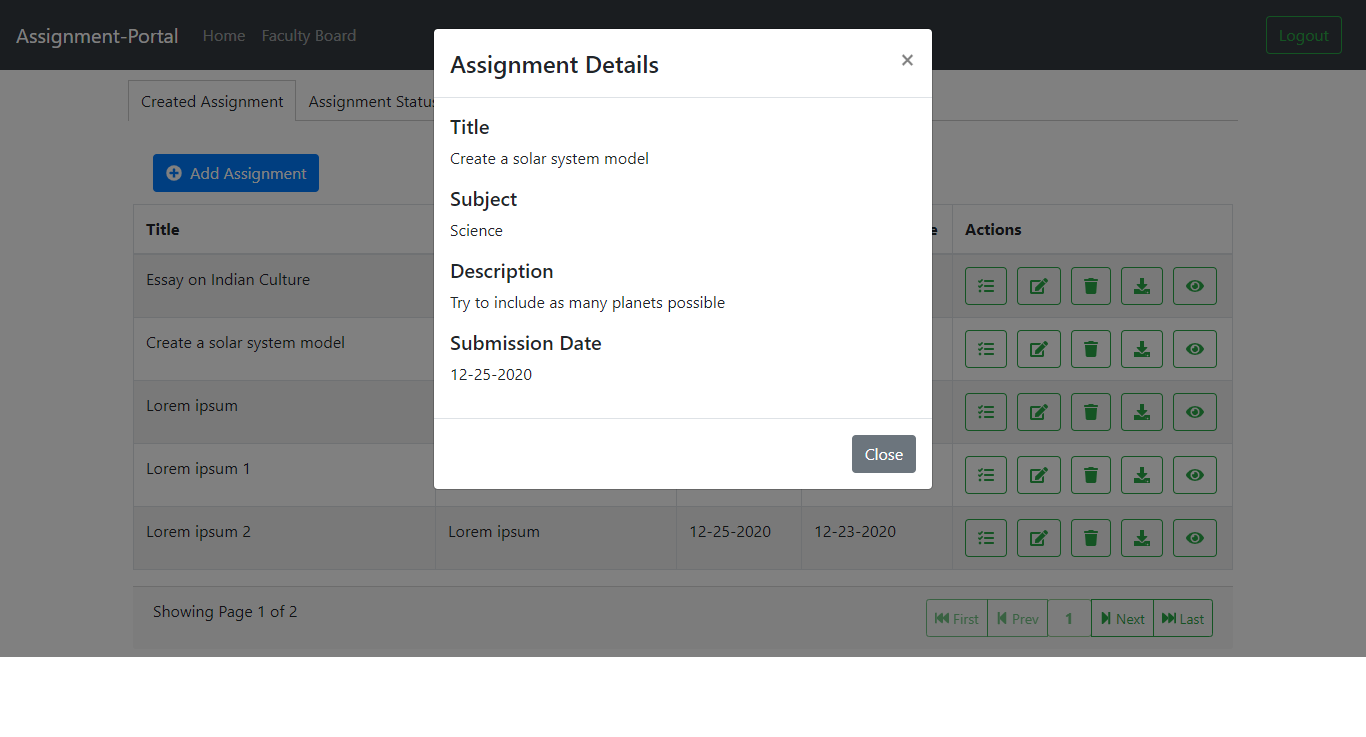 Assignment-Portal Home Faculty Board Logout
Assignment Details ×
Title
Create a solar system model
Subject
Science
Description
Try to include as many planets possible
Submission Date
12-25-2020
Close
Created Assignment Assignment Status
Add Assignment
Title Actions
Essay on Indian Culture
Create a solar system model
Lorem ipsum
Lorem ipsum 1
Lorem ipsum 2 Lorem ipsum 12-25-2020 12-23-2020
Showing Page 1 of 2 First Prev 1 Next Last